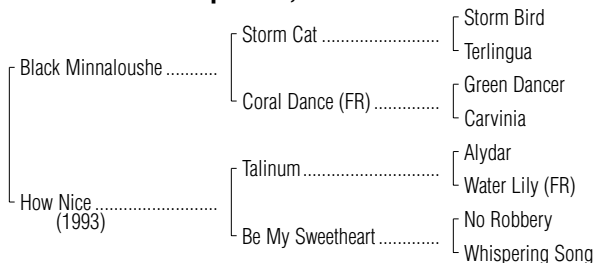 Storm Bird
Storm Cat ............................
Terlingua
Black Minnaloushe ...........
Green Dancer
Coral Dance (FR) ...............
Carvinia
Alydar
Talinum................................
Water Lily (FR)
How Nice ..........................
(1993)
No Robbery
Be My Sweetheart.............
Whispering Song